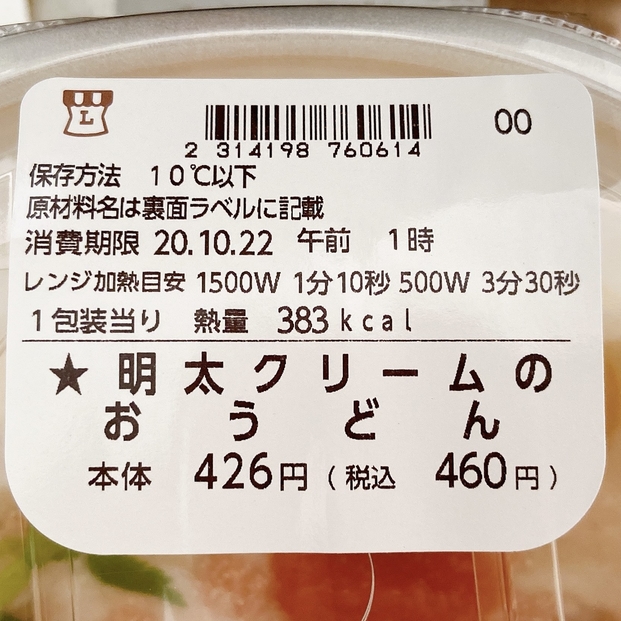 L
00
2 314198 760614
保存方法 10℃以下
原材料名は裏面ラベルに記載
消費期限 20.10.22 午前 1時
レンジ加熱目安 1500W 1分10秒 500W 3分30秒
1包装当り 熱量 383kcal
★明太クリームの
おうどん
本体 426円(税込 460円)